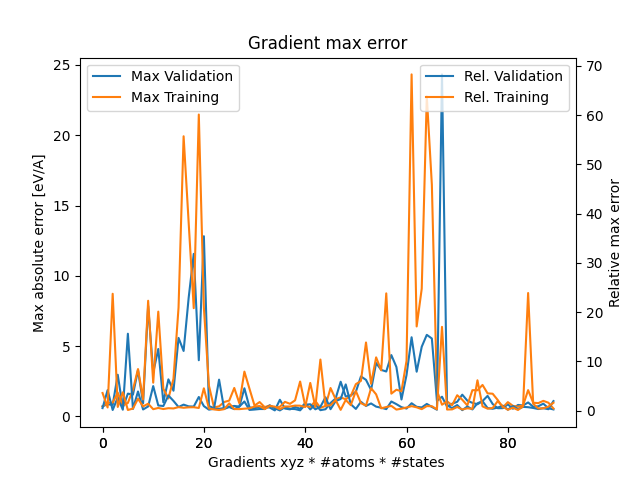 Gradient max error
Max Validation
Max Training
Rel. Validation
Rel. Training
Max absolute error [eV/A]
25
20
15
10
5
0
70
60
50
40
30
20
10
0
Relative max error
0 20 40 60 80
Gradients xyz * #atoms * #states